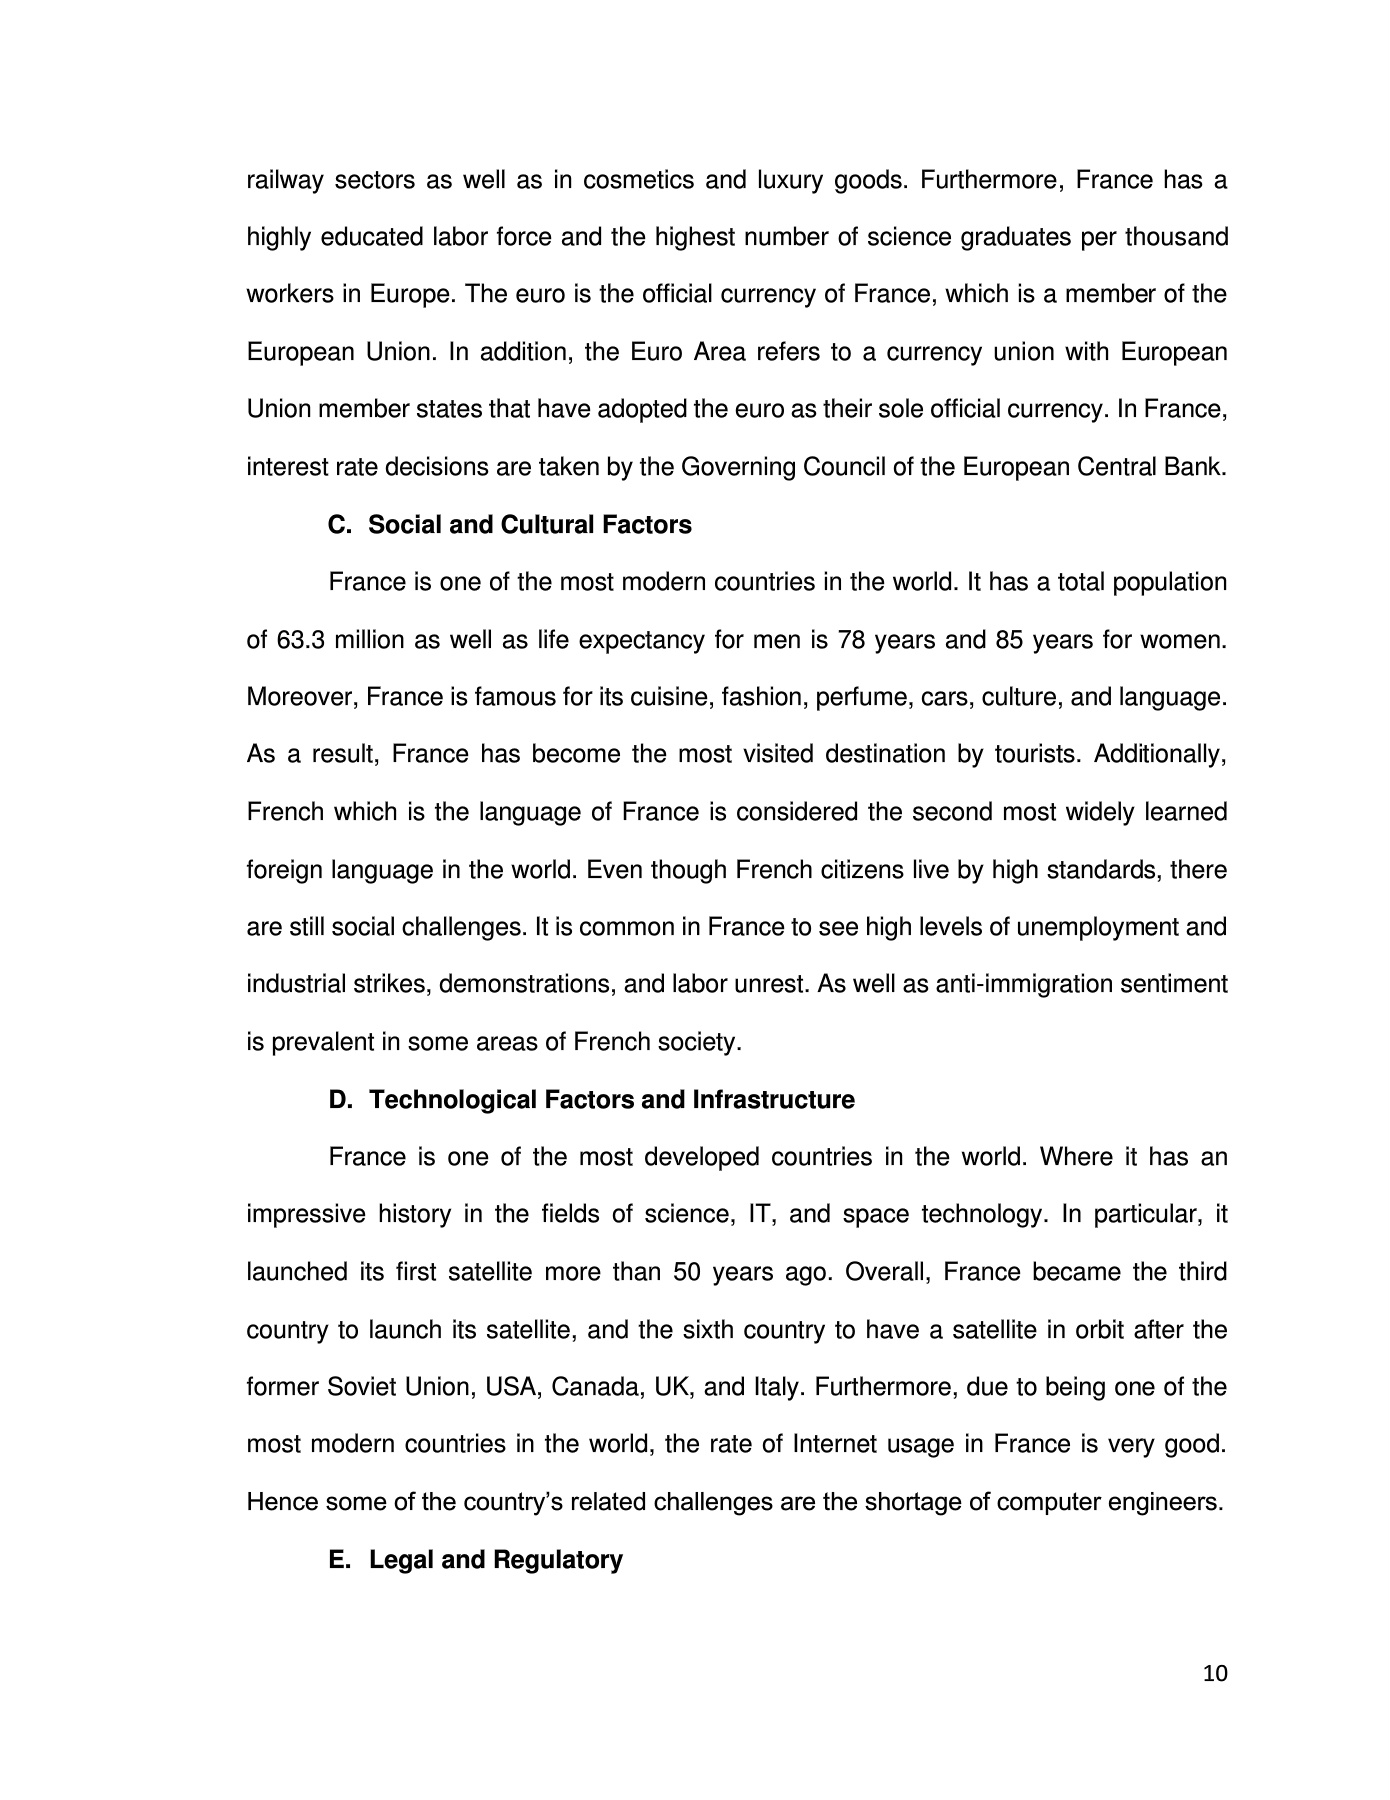 railway sectors as well as in cosmetics and luxury goods. Furthermore, France has a
highly educated labor force and the highest number of science graduates per thousand
workers in Europe. The euro is the official currency of France, which is a member of the
European Union. In addition, the Euro Area refers to a currency union with European
Union member states that have adopted the euro as their sole official currency. In France,
interest rate decisions are taken by the Governing Council of the European Central Bank.
C. Social and Cultural Factors
France is one of the most modern countries in the world. It has a total population
of 63.3 million as well as life expectancy for men is 78 years and 85 years for women.
Moreover, France is famous for its cuisine, fashion, perfume, cars, culture, and language.
As a result, France has become the most visited destination by tourists. Additionally,
French which is the language of France is considered the second most widely learned
foreign language in the world. Even though French citizens live by high standards, there
are still social challenges. It is common in France to see high levels of unemployment and
industrial strikes, demonstrations, and labor unrest. As well as anti-immigration sentiment
is prevalent in some areas of French society.
D. Technological Factors and Infrastructure
France is one of the most developed countries in the world. Where it has an
impressive history in the fields of science, IT, and space technology. In particular, it
launched its first satellite more than 50 years ago. Overall, France became the third
country to launch its satellite, and the sixth country to have a satellite in orbit after the
former Soviet Union, USA, Canada, UK, and Italy. Furthermore, due to being one of the
most modern countries in the world, the rate of Internet usage in France is very good.
Hence some of the country’s related challenges are the shortage of computer engineers.
E. Legal and Regulatory
10